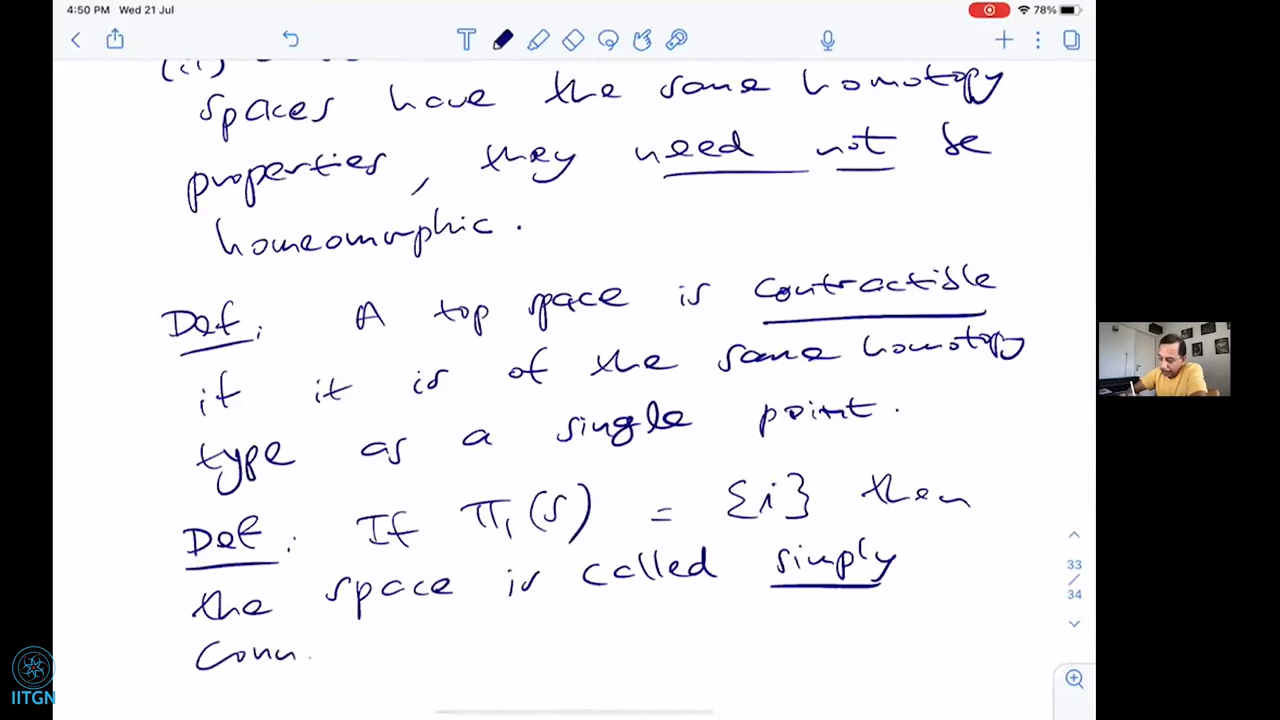 4:50 PM Wed 21 Jul
78%
(ii)
spaces have the same homotopy
properties, they need not be
homeomorphic.
Def: A top space is contractible
if it is of the same homotopy
type as a single point.
Def: If π₁(S) = {i} then
the space is called simply
conn.
33
34
IITGN